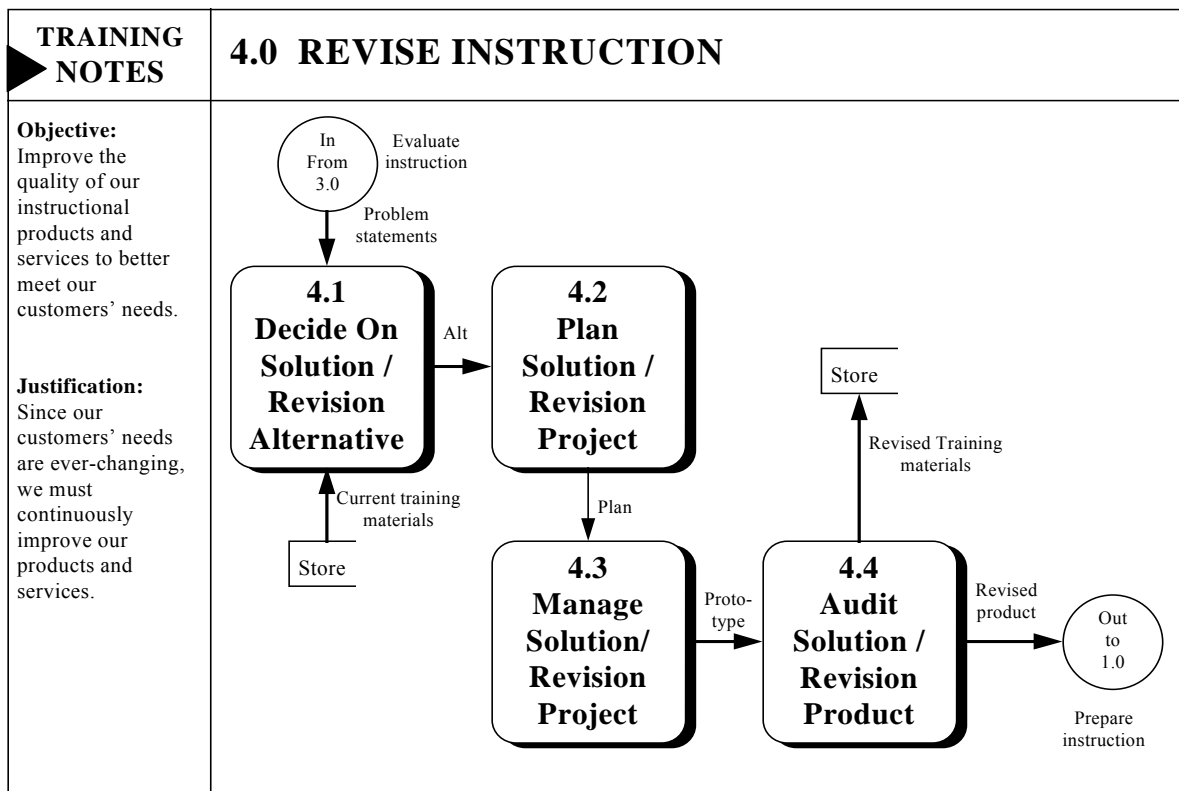 TRAINING
NOTES
4.0 REVISE INSTRUCTION
Objective:
Improve the
quality of our
instructional
products and
services to better
meet our
customers’ needs.
Justification:
Since our
customers’ needs
are ever-changing,
we must
continuously
improve our
products and
services.
In
From
3.0
Evaluate
instruction
Problem
statements
4.1
Decide On
Solution /
Revision
Alternative
Alt
4.2
Plan
Solution /
Revision
Project
Store
Revised Training
materials
Current training
materials
Store
Plan
4.3
Manage
Solution/
Revision
Project
Proto-
type
4.4
Audit
Solution /
Revision
Product
Revised
product
Out
to
1.0
Prepare
instruction